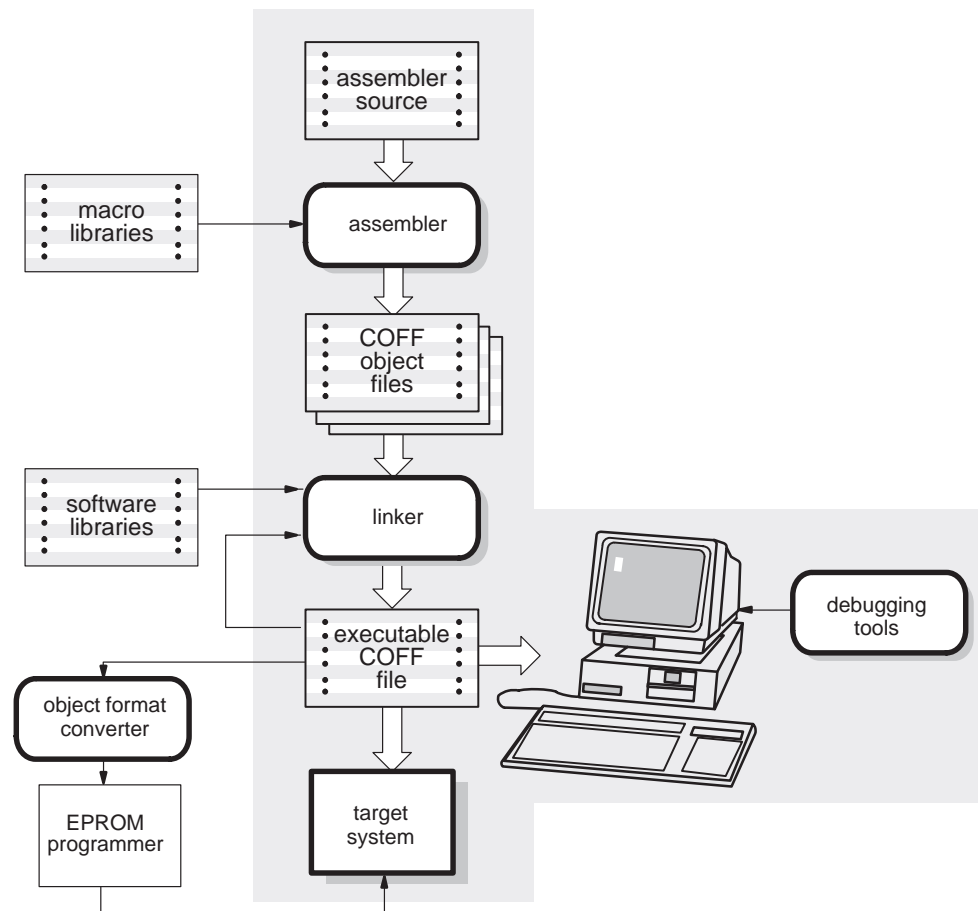 assembler
source
macro
libraries
assembler
COFF
object
files
software
libraries
linker
debugging
tools
executable
COFF
file
object format
converter
EPROM
programmer
target
system